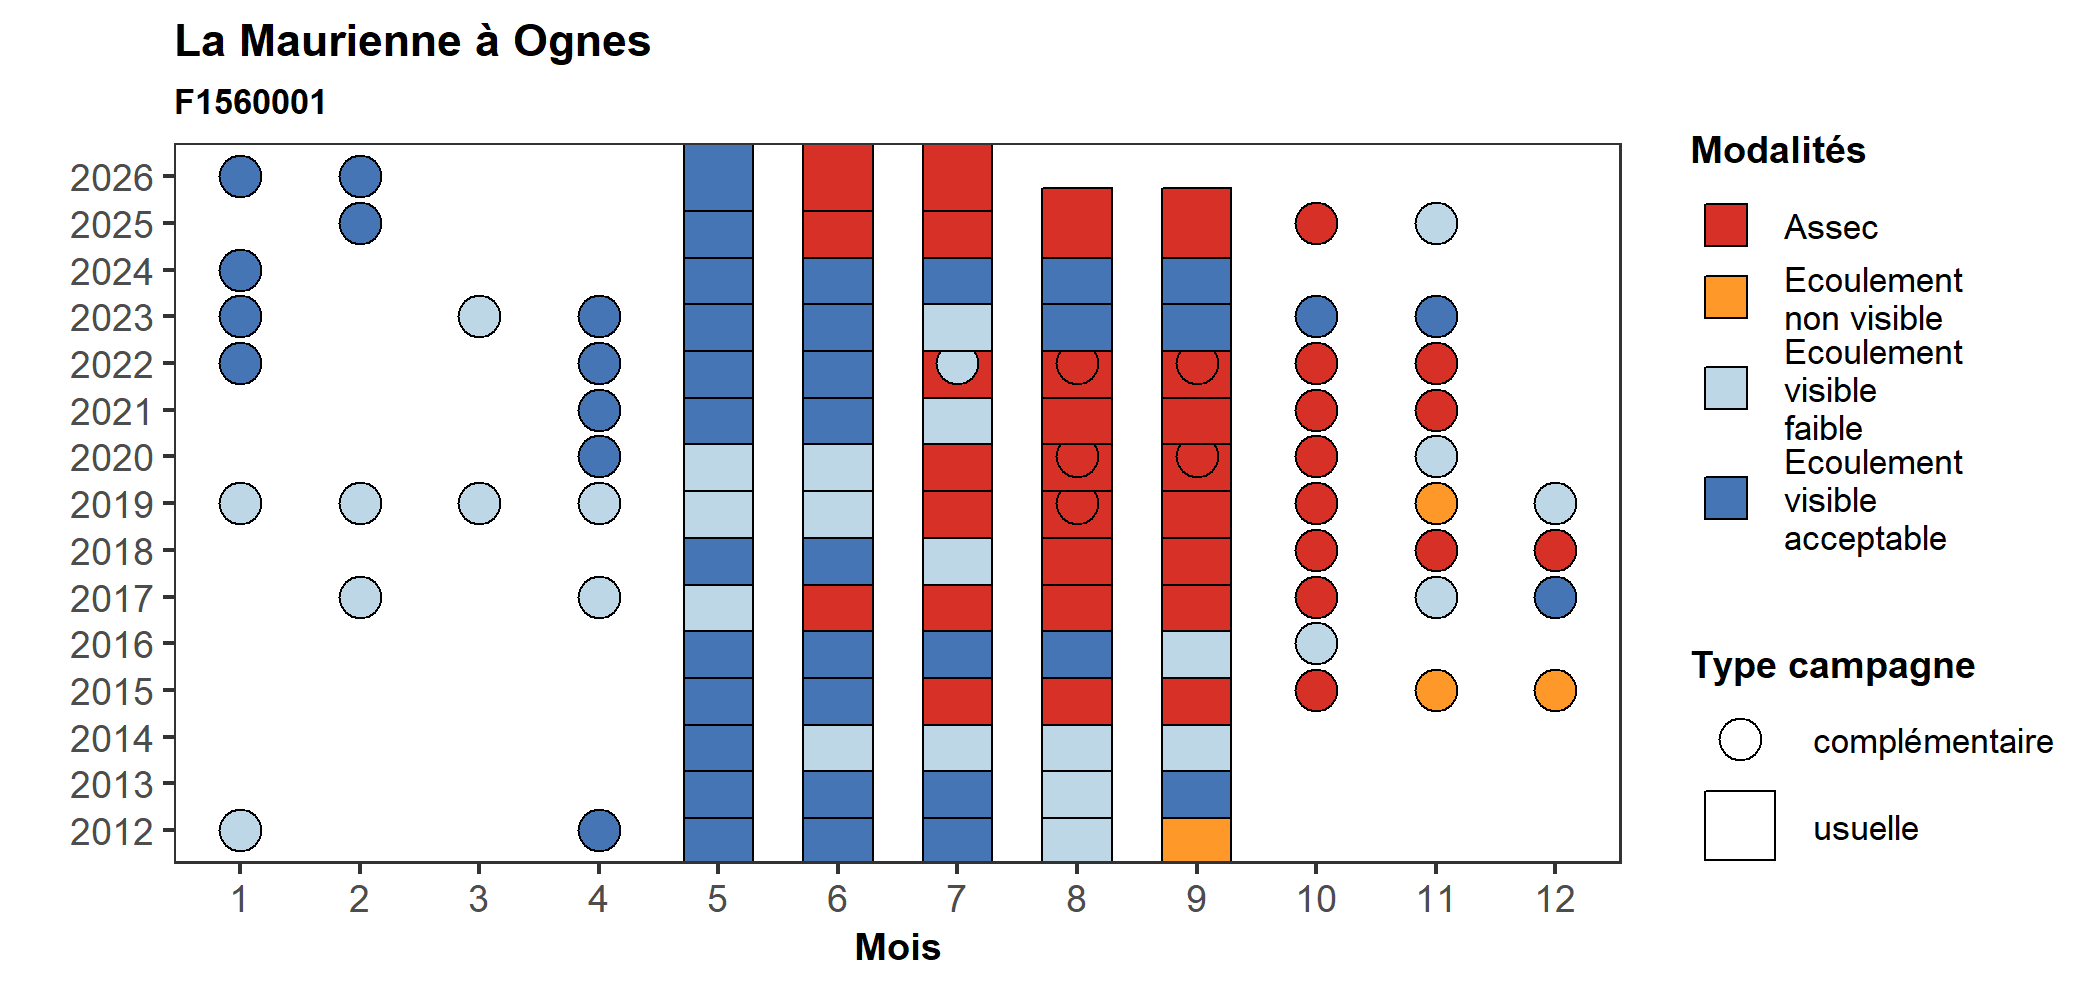 La Maurienne à Ognes
F1560001
2026
2025
2024
2023
2022
2021
2020
2019
2018
2017
2016
2015
2014
2013
2012
1 2 3 4 5 6 7 8 9 10 11 12
Mois
Modalités
Assec
Ecoulement
non visible
Ecoulement
visible
faible
Ecoulement
visible
acceptable
Type campagne
complémentaire
usuelle